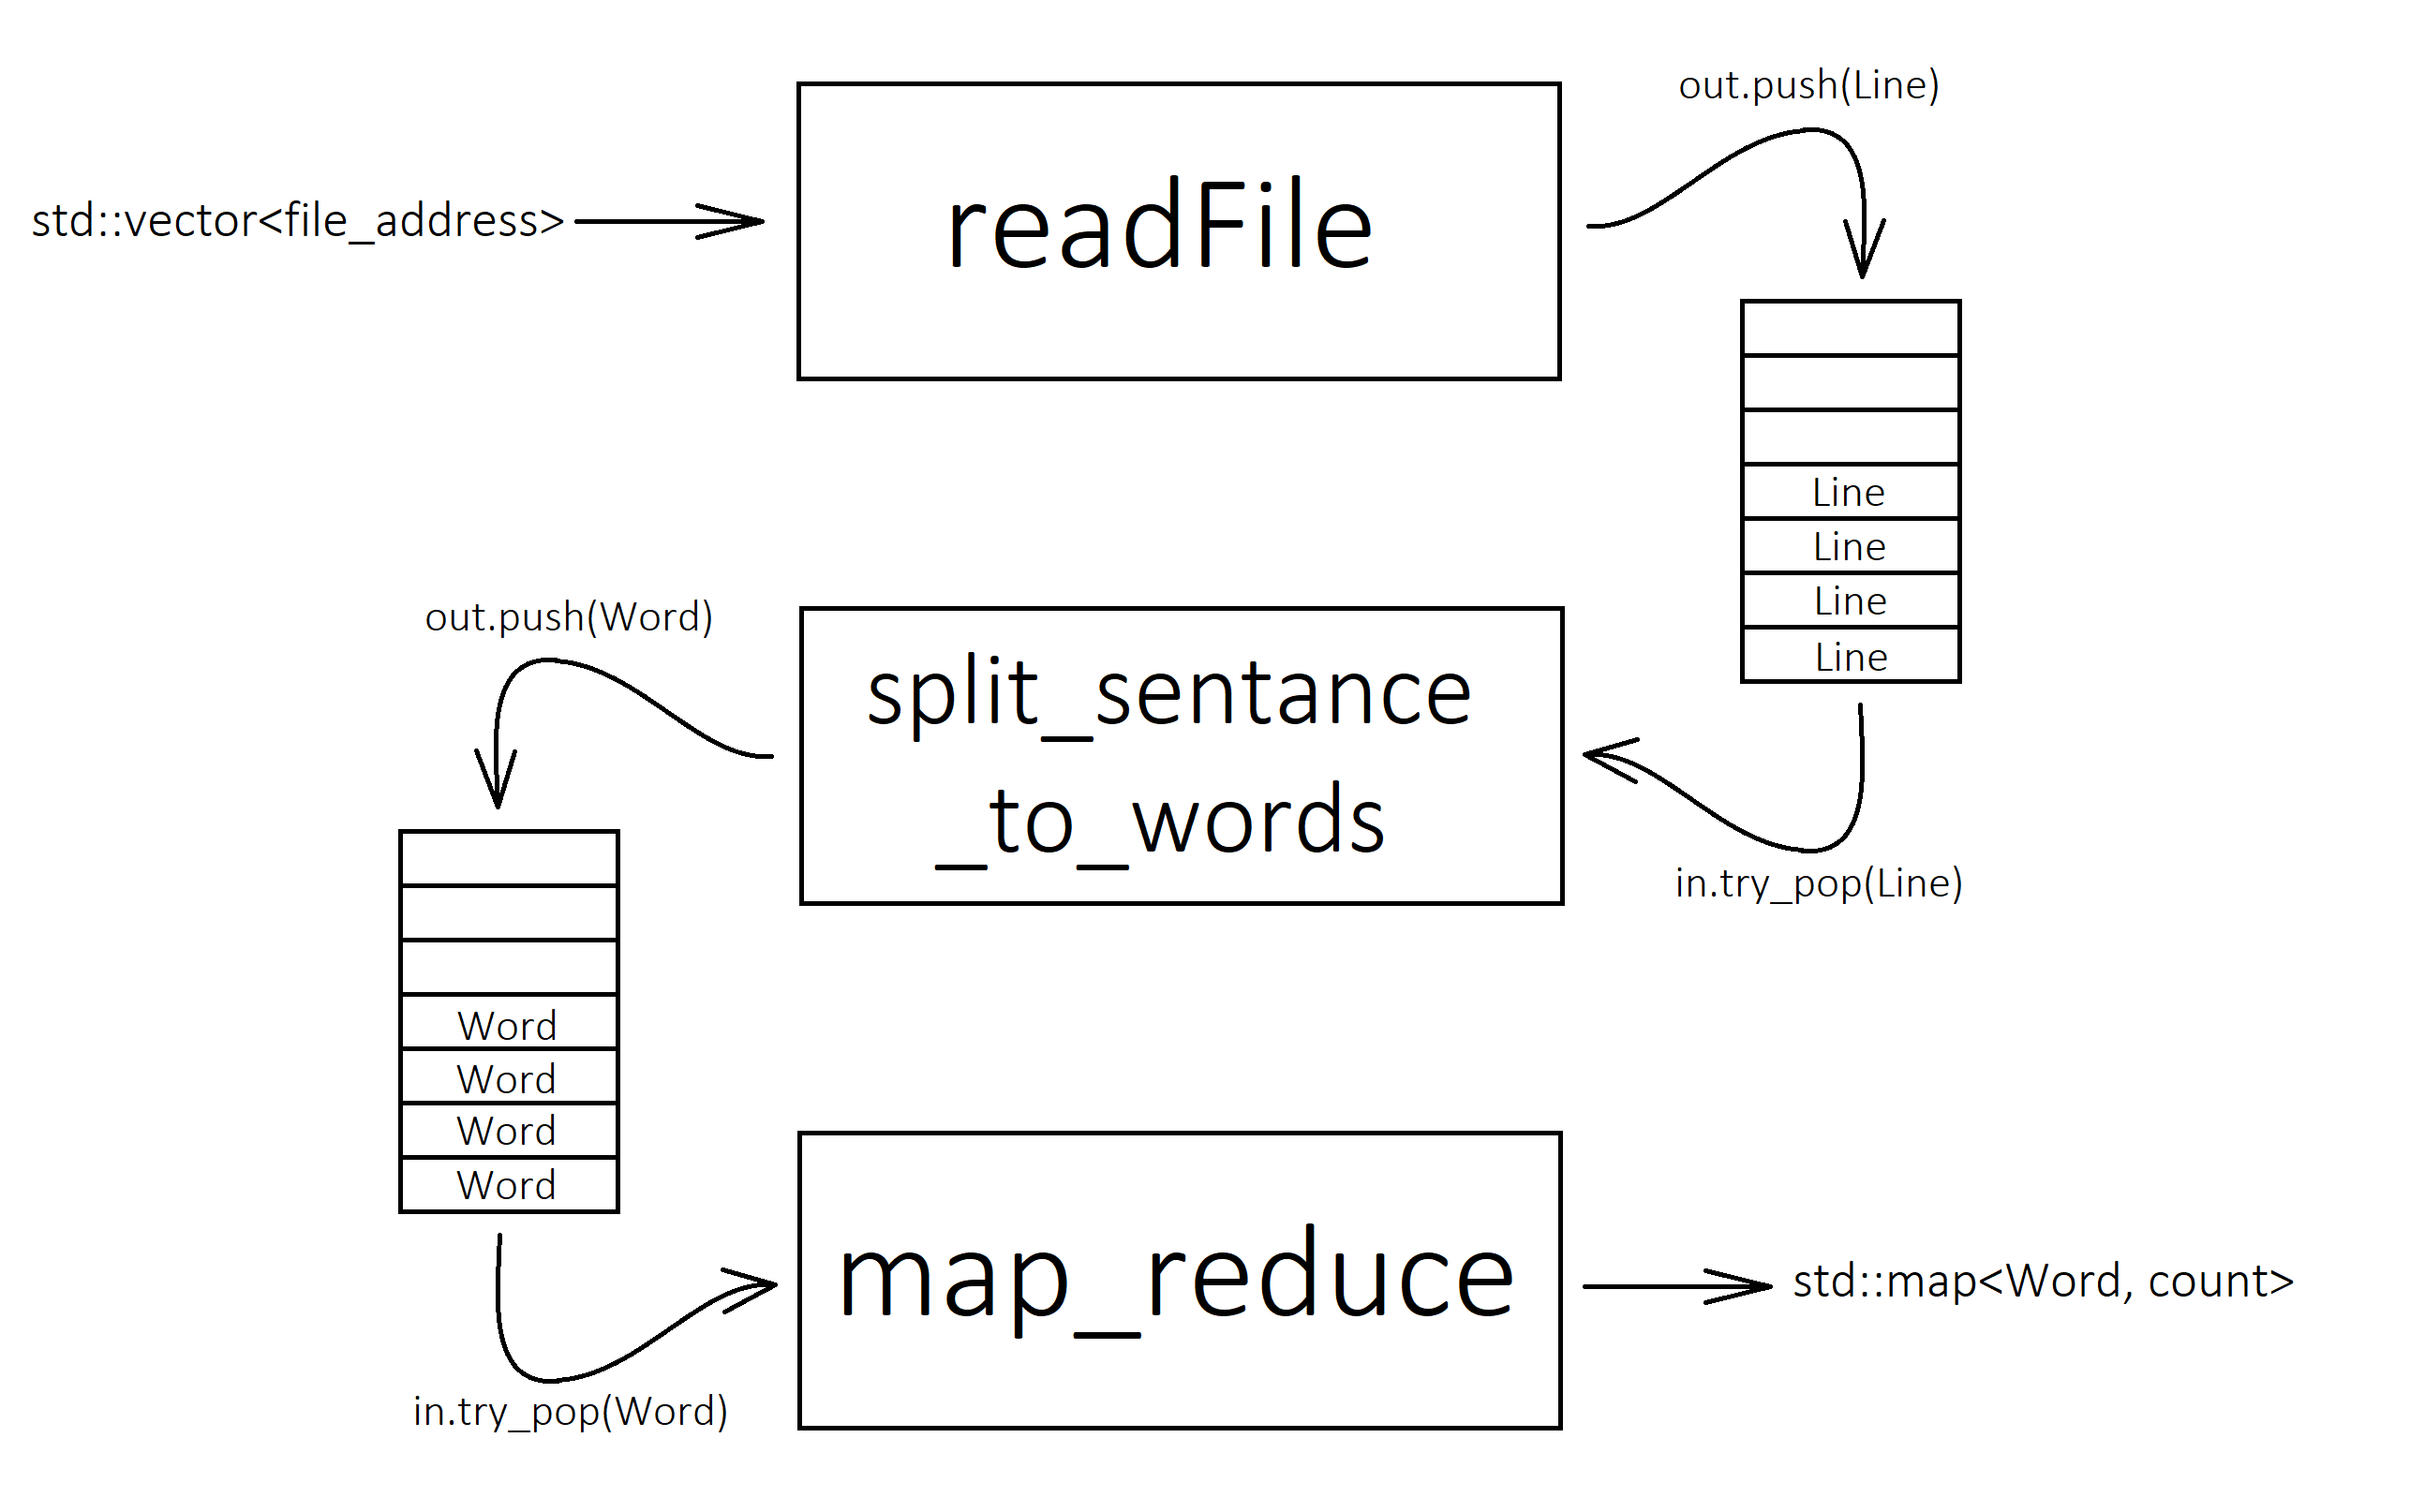 out.push(Line)
std::vector<file_address>
readFile
Line
Line
Line
Line
in.try_pop(Line)
split_sentance
_to_words
out.push(Word)
Word
Word
Word
Word
in.try_pop(Word)
map_reduce
std::map<Word, count>